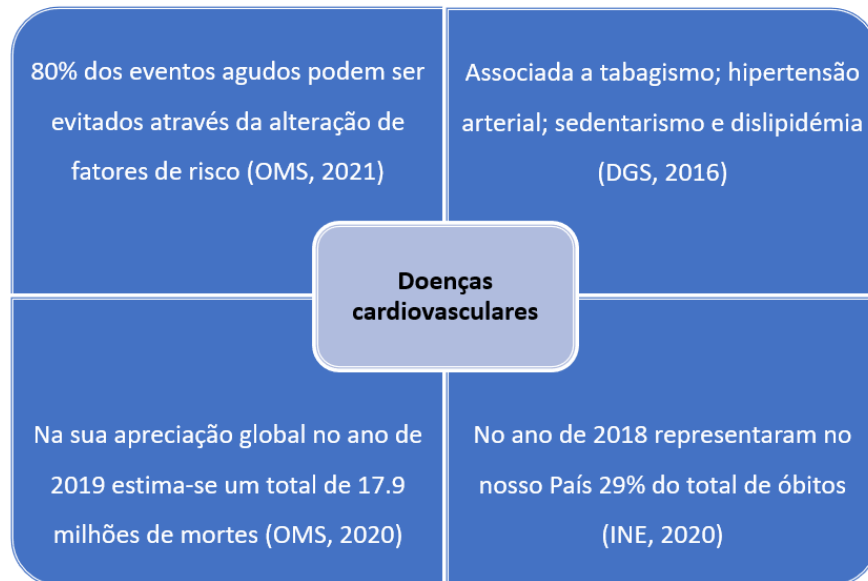 80% dos eventos agudos podem ser
evitados através da alteração de
fatores de risco (OMS, 2021)
Associada a tabagismo; hipertensão
arterial; sedentarismo e dislipidémia
(DGS, 2016)
Doenças
cardiovasculares
Na sua apreciação global no ano de
2019 estima-se um total de 17.9
milhões de mortes (OMS, 2020)
No ano de 2018 representaram no
nosso País 29% do total de óbitos
(INE, 2020)